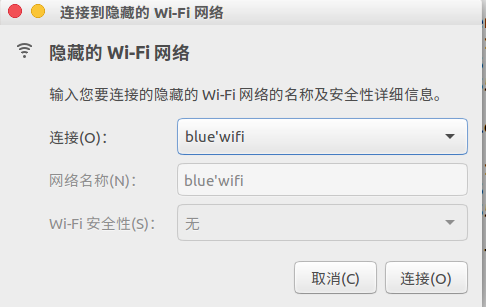 连接到隐藏的 Wi-Fi 网络
隐藏的 Wi-Fi 网络
输入您要连接的隐藏的 Wi-Fi 网络的名称及安全性详细信息。
连接(O)： blue'wifi
网络名称(N)： blue'wifi
Wi-Fi 安全性(S)： 无
取消(C) 连接(O)